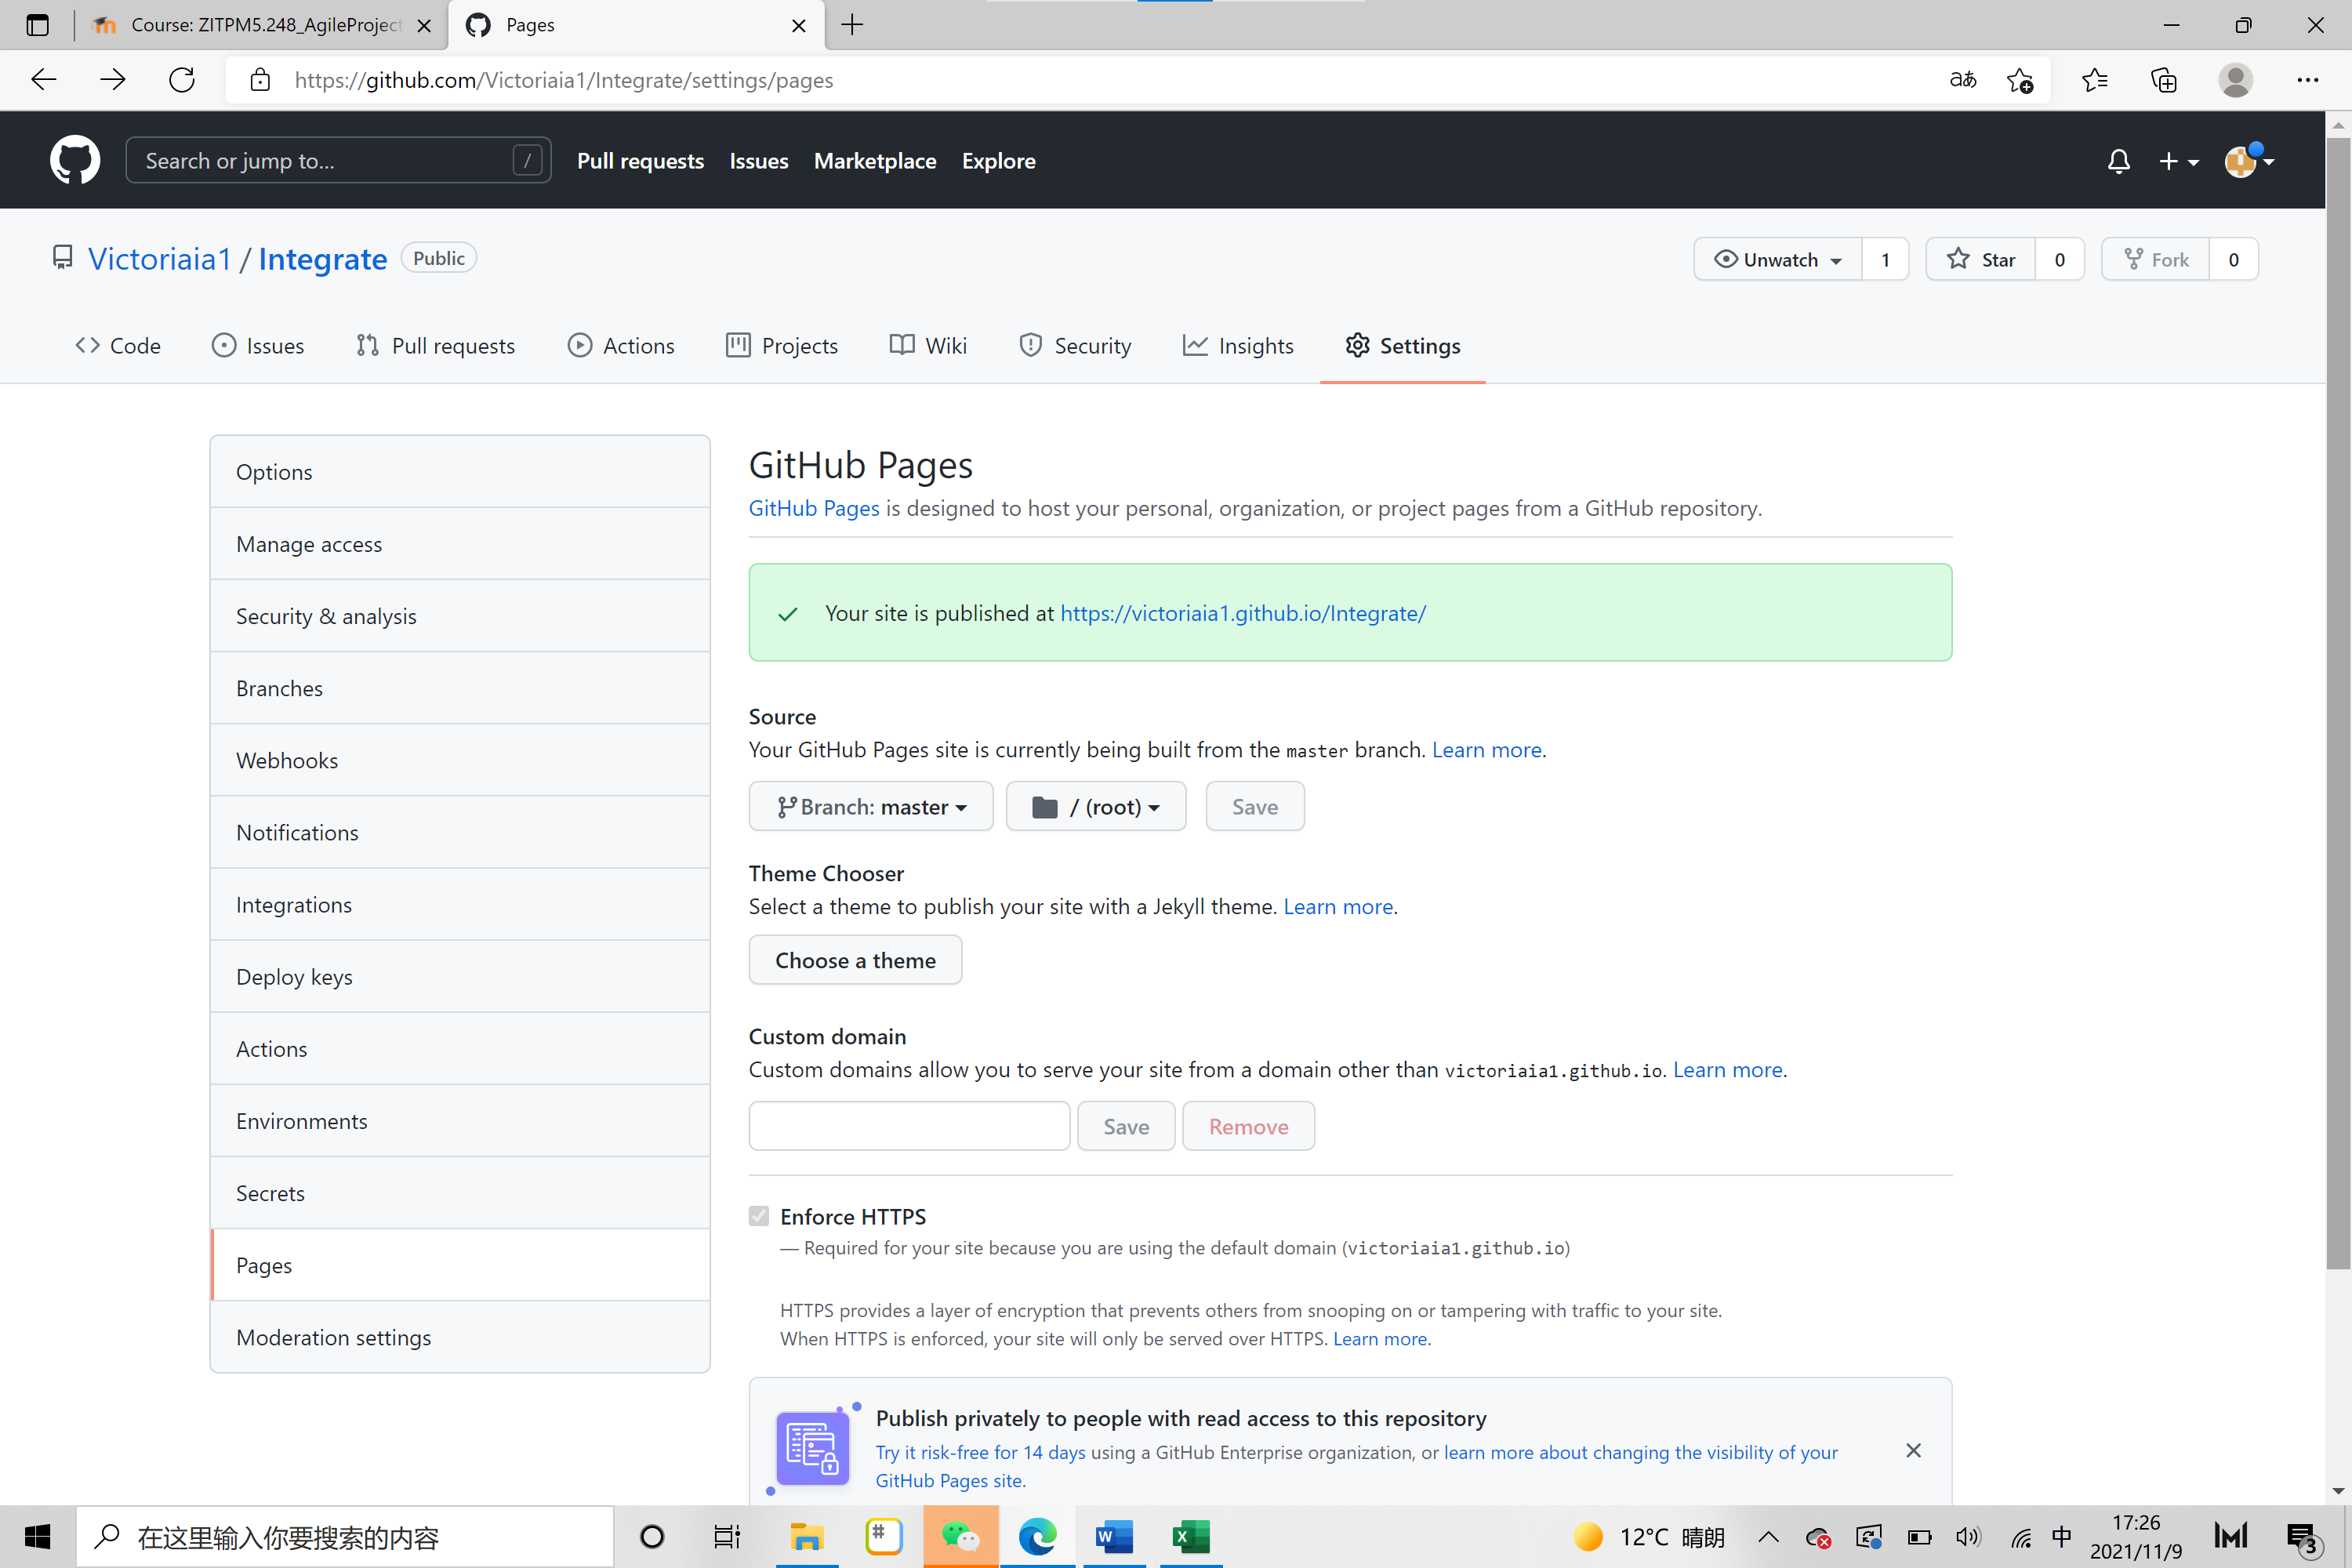 Course: ZITPM5.248_AgileProject
Pages
https://github.com/Victoriaia1/Integrate/settings/pages
aあ
Search or jump to...
/
Pull requests
Issues
Marketplace
Explore
Victoriaia1 / Integrate
Public
Unwatch
1
Star
0
Fork
0
Code
Issues
Pull requests
Actions
Projects
Wiki
Security
Insights
Settings
Options
Manage access
Security & analysis
Branches
Webhooks
Notifications
Integrations
Deploy keys
Actions
Environments
Secrets
Pages
Moderation settings
GitHub Pages
GitHub Pages is designed to host your personal, organization, or project pages from a GitHub repository.
Your site is published at https://victoriaia1.github.io/Integrate/
Source
Your GitHub Pages site is currently being built from the master branch. Learn more.
Branch: master
/ (root)
Save
Theme Chooser
Select a theme to publish your site with a Jekyll theme. Learn more.
Choose a theme
Custom domain
Custom domains allow you to serve your site from a domain other than victoriaia1.github.io. Learn more.
Save
Remove
Enforce HTTPS
— Required for your site because you are using the default domain (victoriaia1.github.io)
HTTPS provides a layer of encryption that prevents others from snooping on or tampering with traffic to your site.
When HTTPS is enforced, your site will only be served over HTTPS. Learn more.
Publish privately to people with read access to this repository
Try it risk-free for 14 days using a GitHub Enterprise organization, or learn more about changing the visibility of your
GitHub Pages site.
在这里输入你要搜索的内容
12°C 晴朗
中
17:26
2021/11/9
3